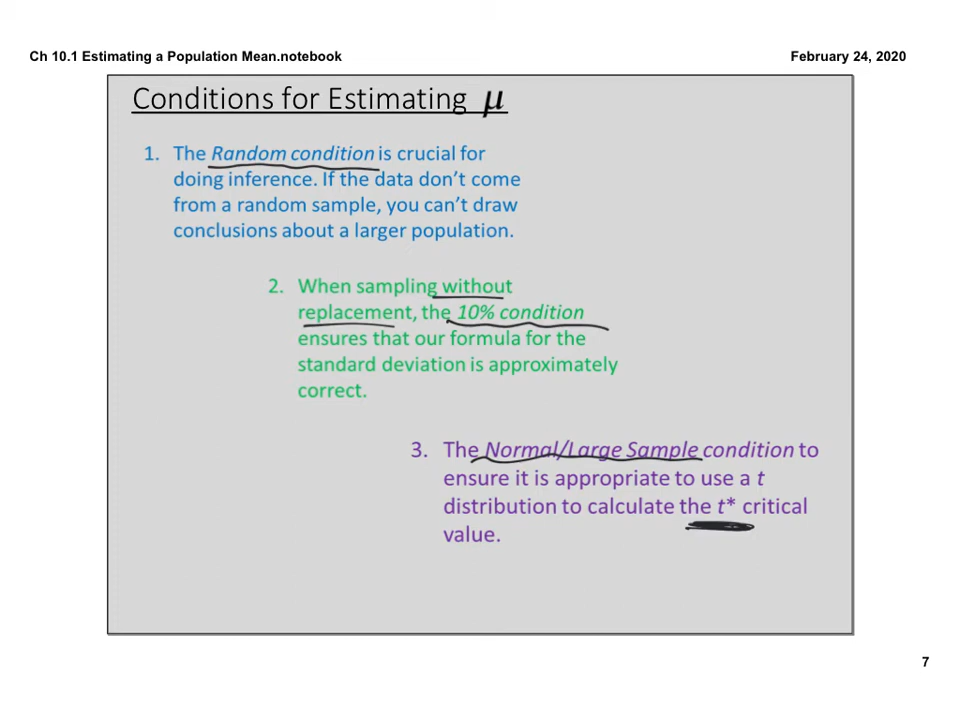 Ch 10.1 Estimating a Population Mean.notebook
February 24, 2020
Conditions for Estimating μ
1. The Random condition is crucial for
doing inference. If the data don't come
from a random sample, you can't draw
conclusions about a larger population.
2. When sampling without
replacement, the 10% condition
ensures that our formula for the
standard deviation is approximately
correct.
3. The Normal/Large Sample condition to
ensure it is appropriate to use a t
distribution to calculate the t* critical
value.
7